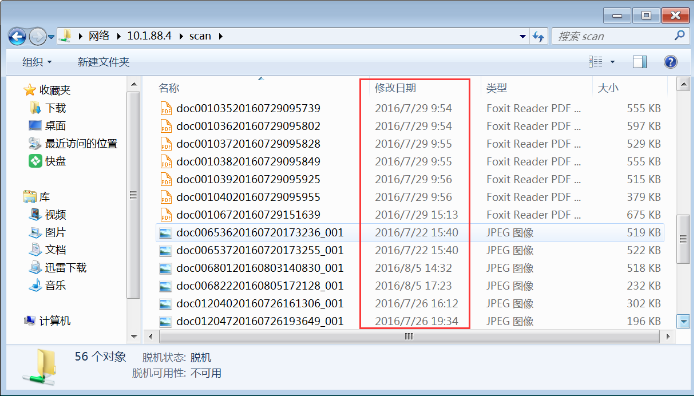 网络 10.1.88.4 scan 搜索 scan
组织 新建文件夹
收藏夹
下载
桌面
最近访问的位置
快盘
库
视频
图片
文档
迅雷下载
音乐
计算机
名称 修改日期 类型 大小
doc00103520160729095739 2016/7/29 9:54 Foxit Reader PDF ... 555 KB
doc00103620160729095802 2016/7/29 9:54 Foxit Reader PDF ... 597 KB
doc00103720160729095828 2016/7/29 9:55 Foxit Reader PDF ... 529 KB
doc00103820160729095849 2016/7/29 9:55 Foxit Reader PDF ... 555 KB
doc00103920160729095925 2016/7/29 9:56 Foxit Reader PDF ... 515 KB
doc00104020160729095955 2016/7/29 9:56 Foxit Reader PDF ... 379 KB
doc00106720160729151639 2016/7/29 15:13 Foxit Reader PDF ... 675 KB
doc00653620160720173236_001 2016/7/22 15:40 JPEG 图像 519 KB
doc00653720160720173255_001 2016/7/22 15:40 JPEG 图像 522 KB
doc00680120160803140830_001 2016/8/5 14:32 JPEG 图像 518 KB
doc00682220160805172128_001 2016/8/5 17:23 JPEG 图像 232 KB
doc01204020160726161306_001 2016/7/26 16:12 JPEG 图像 302 KB
doc01204720160726193649_001 2016/7/26 19:34 JPEG 图像 196 KB
56 个对象 脱机状态: 脱机
脱机可用性: 不可用